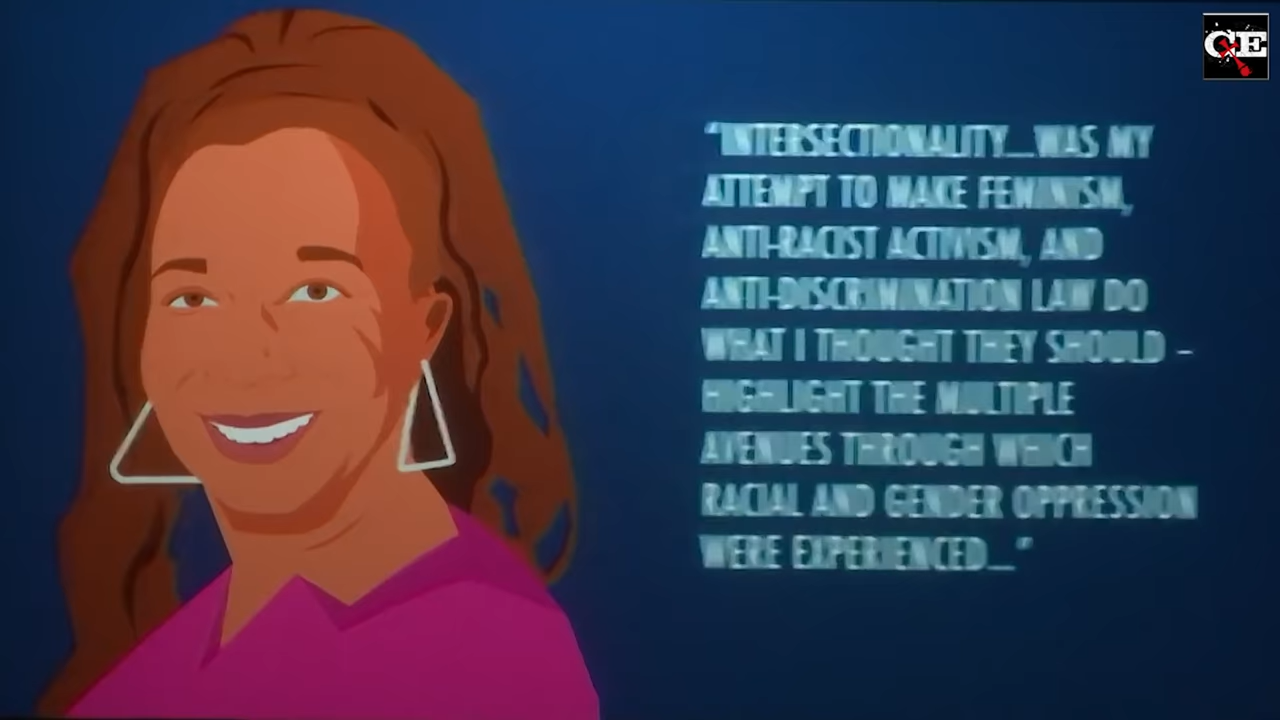 CE
"INTERSECTIONALITY...WAS MY
ATTEMPT TO MAKE FEMINISM,
ANTI-RACIST ACTIVISM, AND
ANTI-DISCRIMINATION LAW DO
WHAT I THOUGHT THEY SHOULD –
HIGHLIGHT THE MULTIPLE
AVENUES THROUGH WHICH
RACIAL AND GENDER OPPRESSION
WERE EXPERIENCED..."